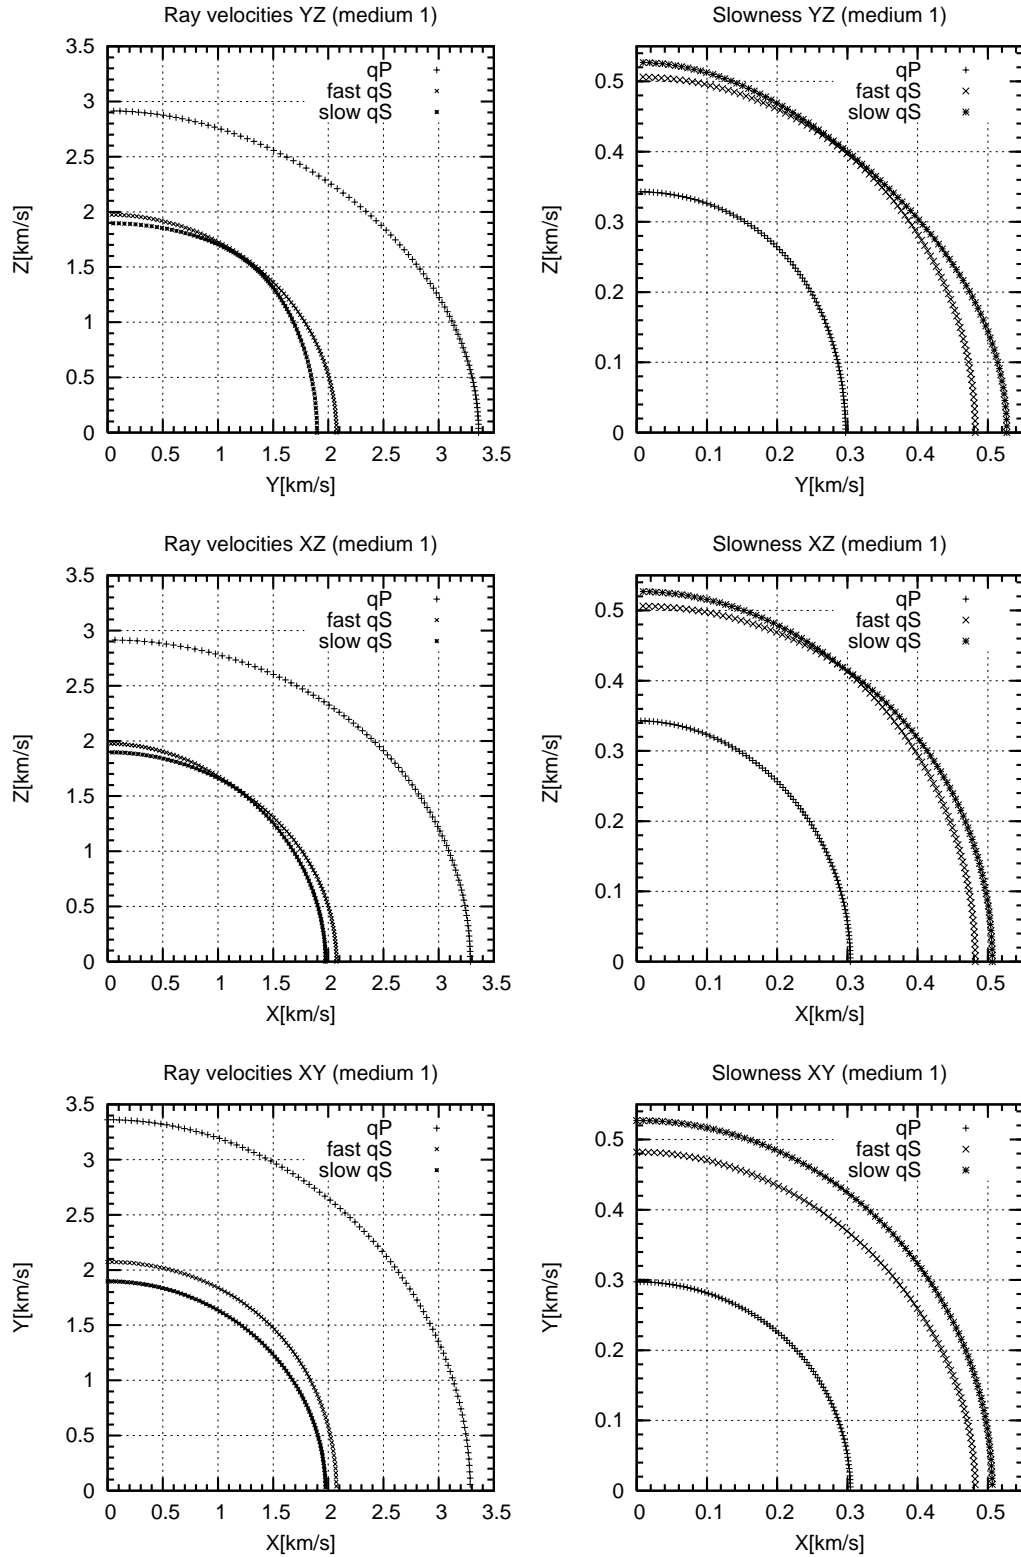 Ray velocities YZ (medium 1)
3.5
3
2.5
2
1.5
1
0.5
0
Z[km/s]
qP
fast qS
slow qS
0 0.5 1 1.5 2 2.5 3 3.5
Y[km/s]
Slowness YZ (medium 1)
0.5
0.4
0.3
0.2
0.1
0
Z[km/s]
qP
fast qS
slow qS
0 0.1 0.2 0.3 0.4 0.5
Y[km/s]
Ray velocities XZ (medium 1)
3.5
3
2.5
2
1.5
1
0.5
0
Z[km/s]
qP
fast qS
slow qS
0 0.5 1 1.5 2 2.5 3 3.5
X[km/s]
Slowness XZ (medium 1)
0.5
0.4
0.3
0.2
0.1
0
Z[km/s]
qP
fast qS
slow qS
0 0.1 0.2 0.3 0.4 0.5
X[km/s]
Ray velocities XY (medium 1)
3.5
3
2.5
2
1.5
1
0.5
0
Y[km/s]
qP
fast qS
slow qS
0 0.5 1 1.5 2 2.5 3 3.5
X[km/s]
Slowness XY (medium 1)
0.5
0.4
0.3
0.2
0.1
0
Y[km/s]
qP
fast qS
slow qS
0 0.1 0.2 0.3 0.4 0.5
X[km/s]